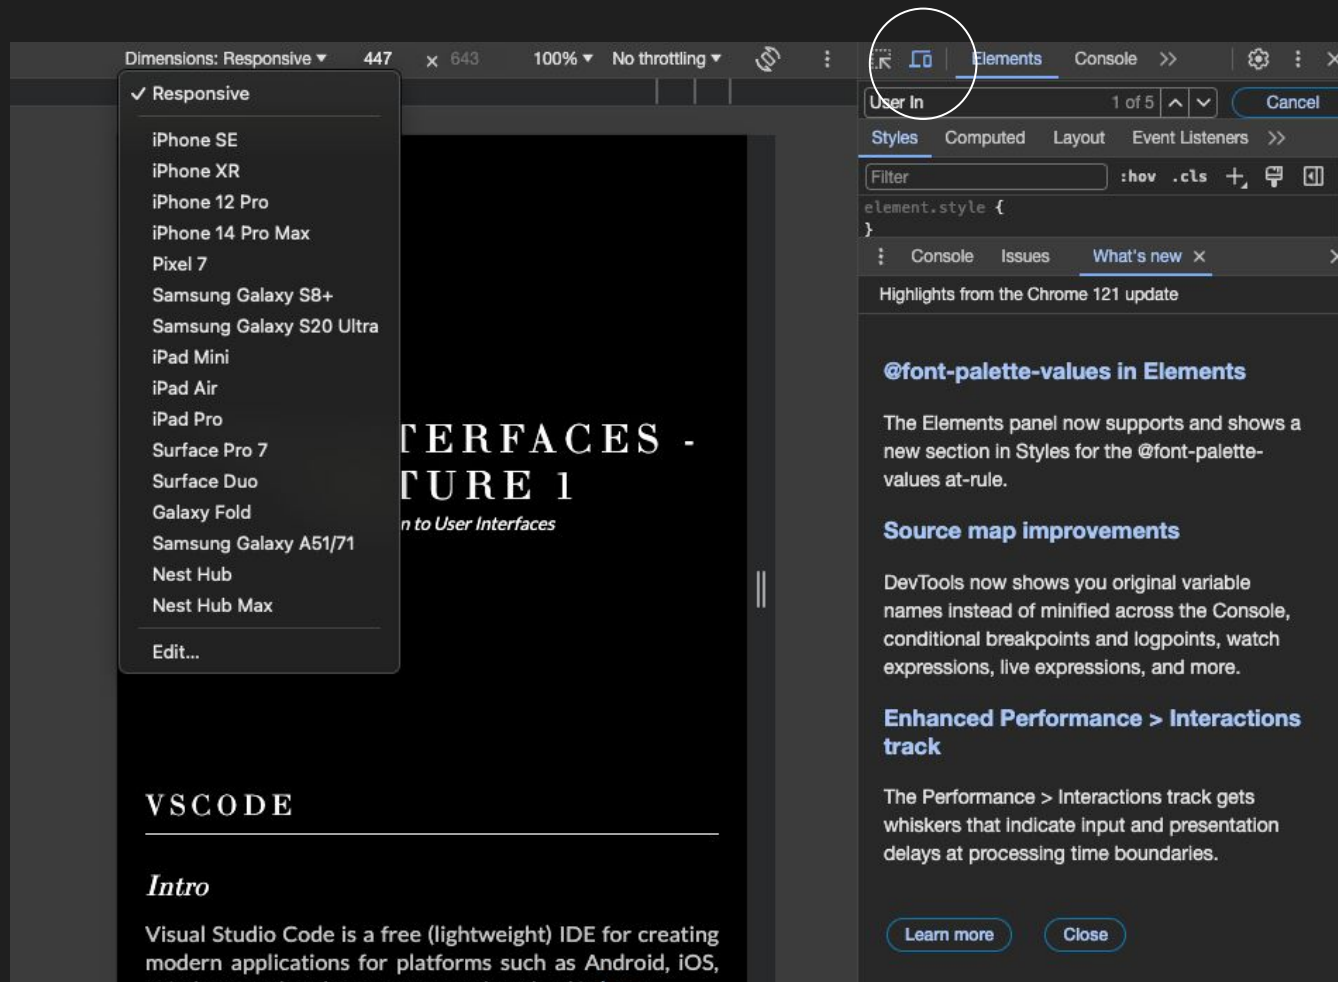 Dimensions: Responsive 447 × 643 100% No throttling
Responsive
iPhone SE
iPhone XR
iPhone 12 Pro
iPhone 14 Pro Max
Pixel 7
Samsung Galaxy S8+
Samsung Galaxy S20 Ultra
iPad Mini
iPad Air
iPad Pro
Surface Pro 7
Surface Duo
Galaxy Fold
Samsung Galaxy A51/71
Nest Hub
Nest Hub Max
Edit...
TERFACES -
TURE 1
n to User Interfaces
VSCODE
Intro
Visual Studio Code is a free (lightweight) IDE for creating
modern applications for platforms such as Android, iOS,
Elements Console
User In 1 of 5 Cancel
Styles Computed Layout Event Listeners
Filter :hov .cls
element.style {
}
Console Issues What's new
Highlights from the Chrome 121 update
@font-palette-values in Elements
The Elements panel now supports and shows a
new section in Styles for the @font-palette-
values at-rule.
Source map improvements
DevTools now shows you original variable
names instead of minified across the Console,
conditional breakpoints and logpoints, watch
expressions, live expressions, and more.
Enhanced Performance > Interactions
track
The Performance > Interactions track gets
whiskers that indicate input and presentation
delays at processing time boundaries.
Learn more Close